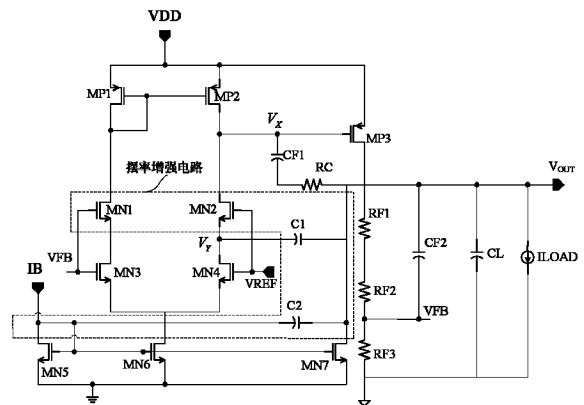 VDD
MP1
MP2
VX
MP3
CF1
RC
VOUT
摆率增强电路
MN1
MN2
RF1
C1
VY
CF2
CL
ILOAD
VFB
MN3
MN4
VREF
IB
RF2
VFB
C2
RF3
MN5
MN6
MN7